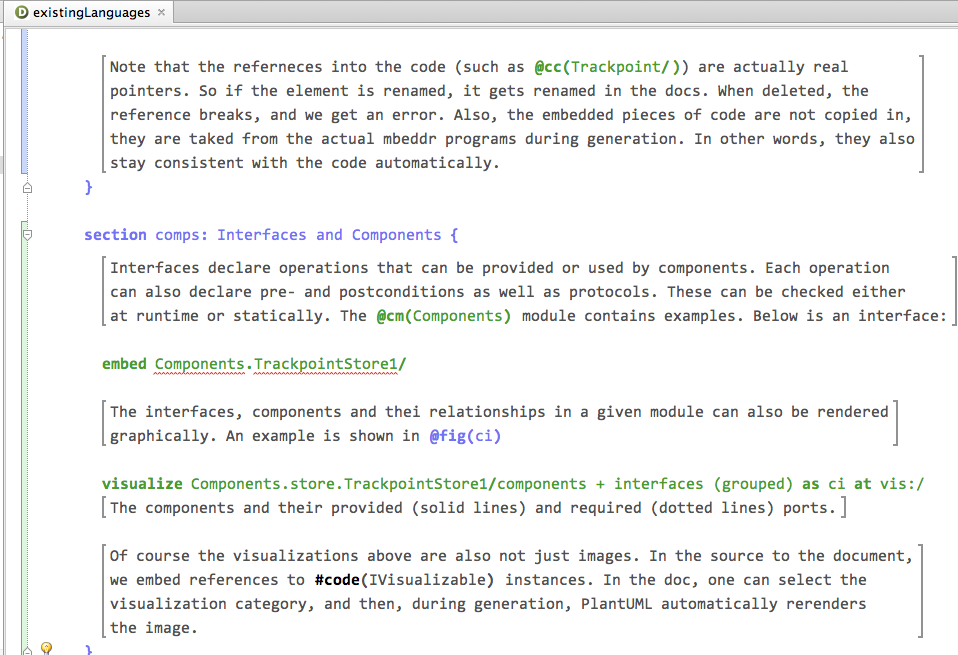 D existingLanguages ×
Note that the referneces into the code (such as @cc(Trackpoint/)) are actually real
pointers. So if the element is renamed, it gets renamed in the docs. When deleted, the
reference breaks, and we get an error. Also, the embedded pieces of code are not copied in,
they are taked from the actual mbeddr programs during generation. In other words, they also
stay consistent with the code automatically.
}
section comps: Interfaces and Components {
Interfaces declare operations that can be provided or used by components. Each operation
can also declare pre- and postconditions as well as protocols. These can be checked either
at runtime or statically. The @cm(Components) module contains examples. Below is an interface:
embed Components.TrackpointStore1/
The interfaces, components and thei relationships in a given module can also be rendered
graphically. An example is shown in @fig(ci)
visualize Components.store.TrackpointStore1/components + interfaces (grouped) as ci at vis:/
The components and their provided (solid lines) and required (dotted lines) ports.
Of course the visualizations above are also not just images. In the source to the document,
we embed references to #code(IVisualizable) instances. In the doc, one can select the
visualization category, and then, during generation, PlantUML automatically rerenders
the image.
}